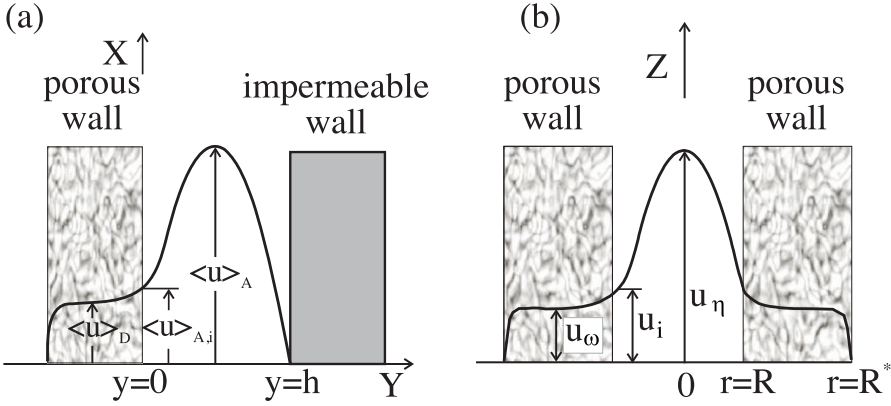 (a)
X
porous
wall
impermeable
wall
<u>A
<u>D
<u>A,i
y=0
y=h
Y
(b)
Z
porous
wall
porous
wall
uω
ui
uη
0
r=R
r=R*